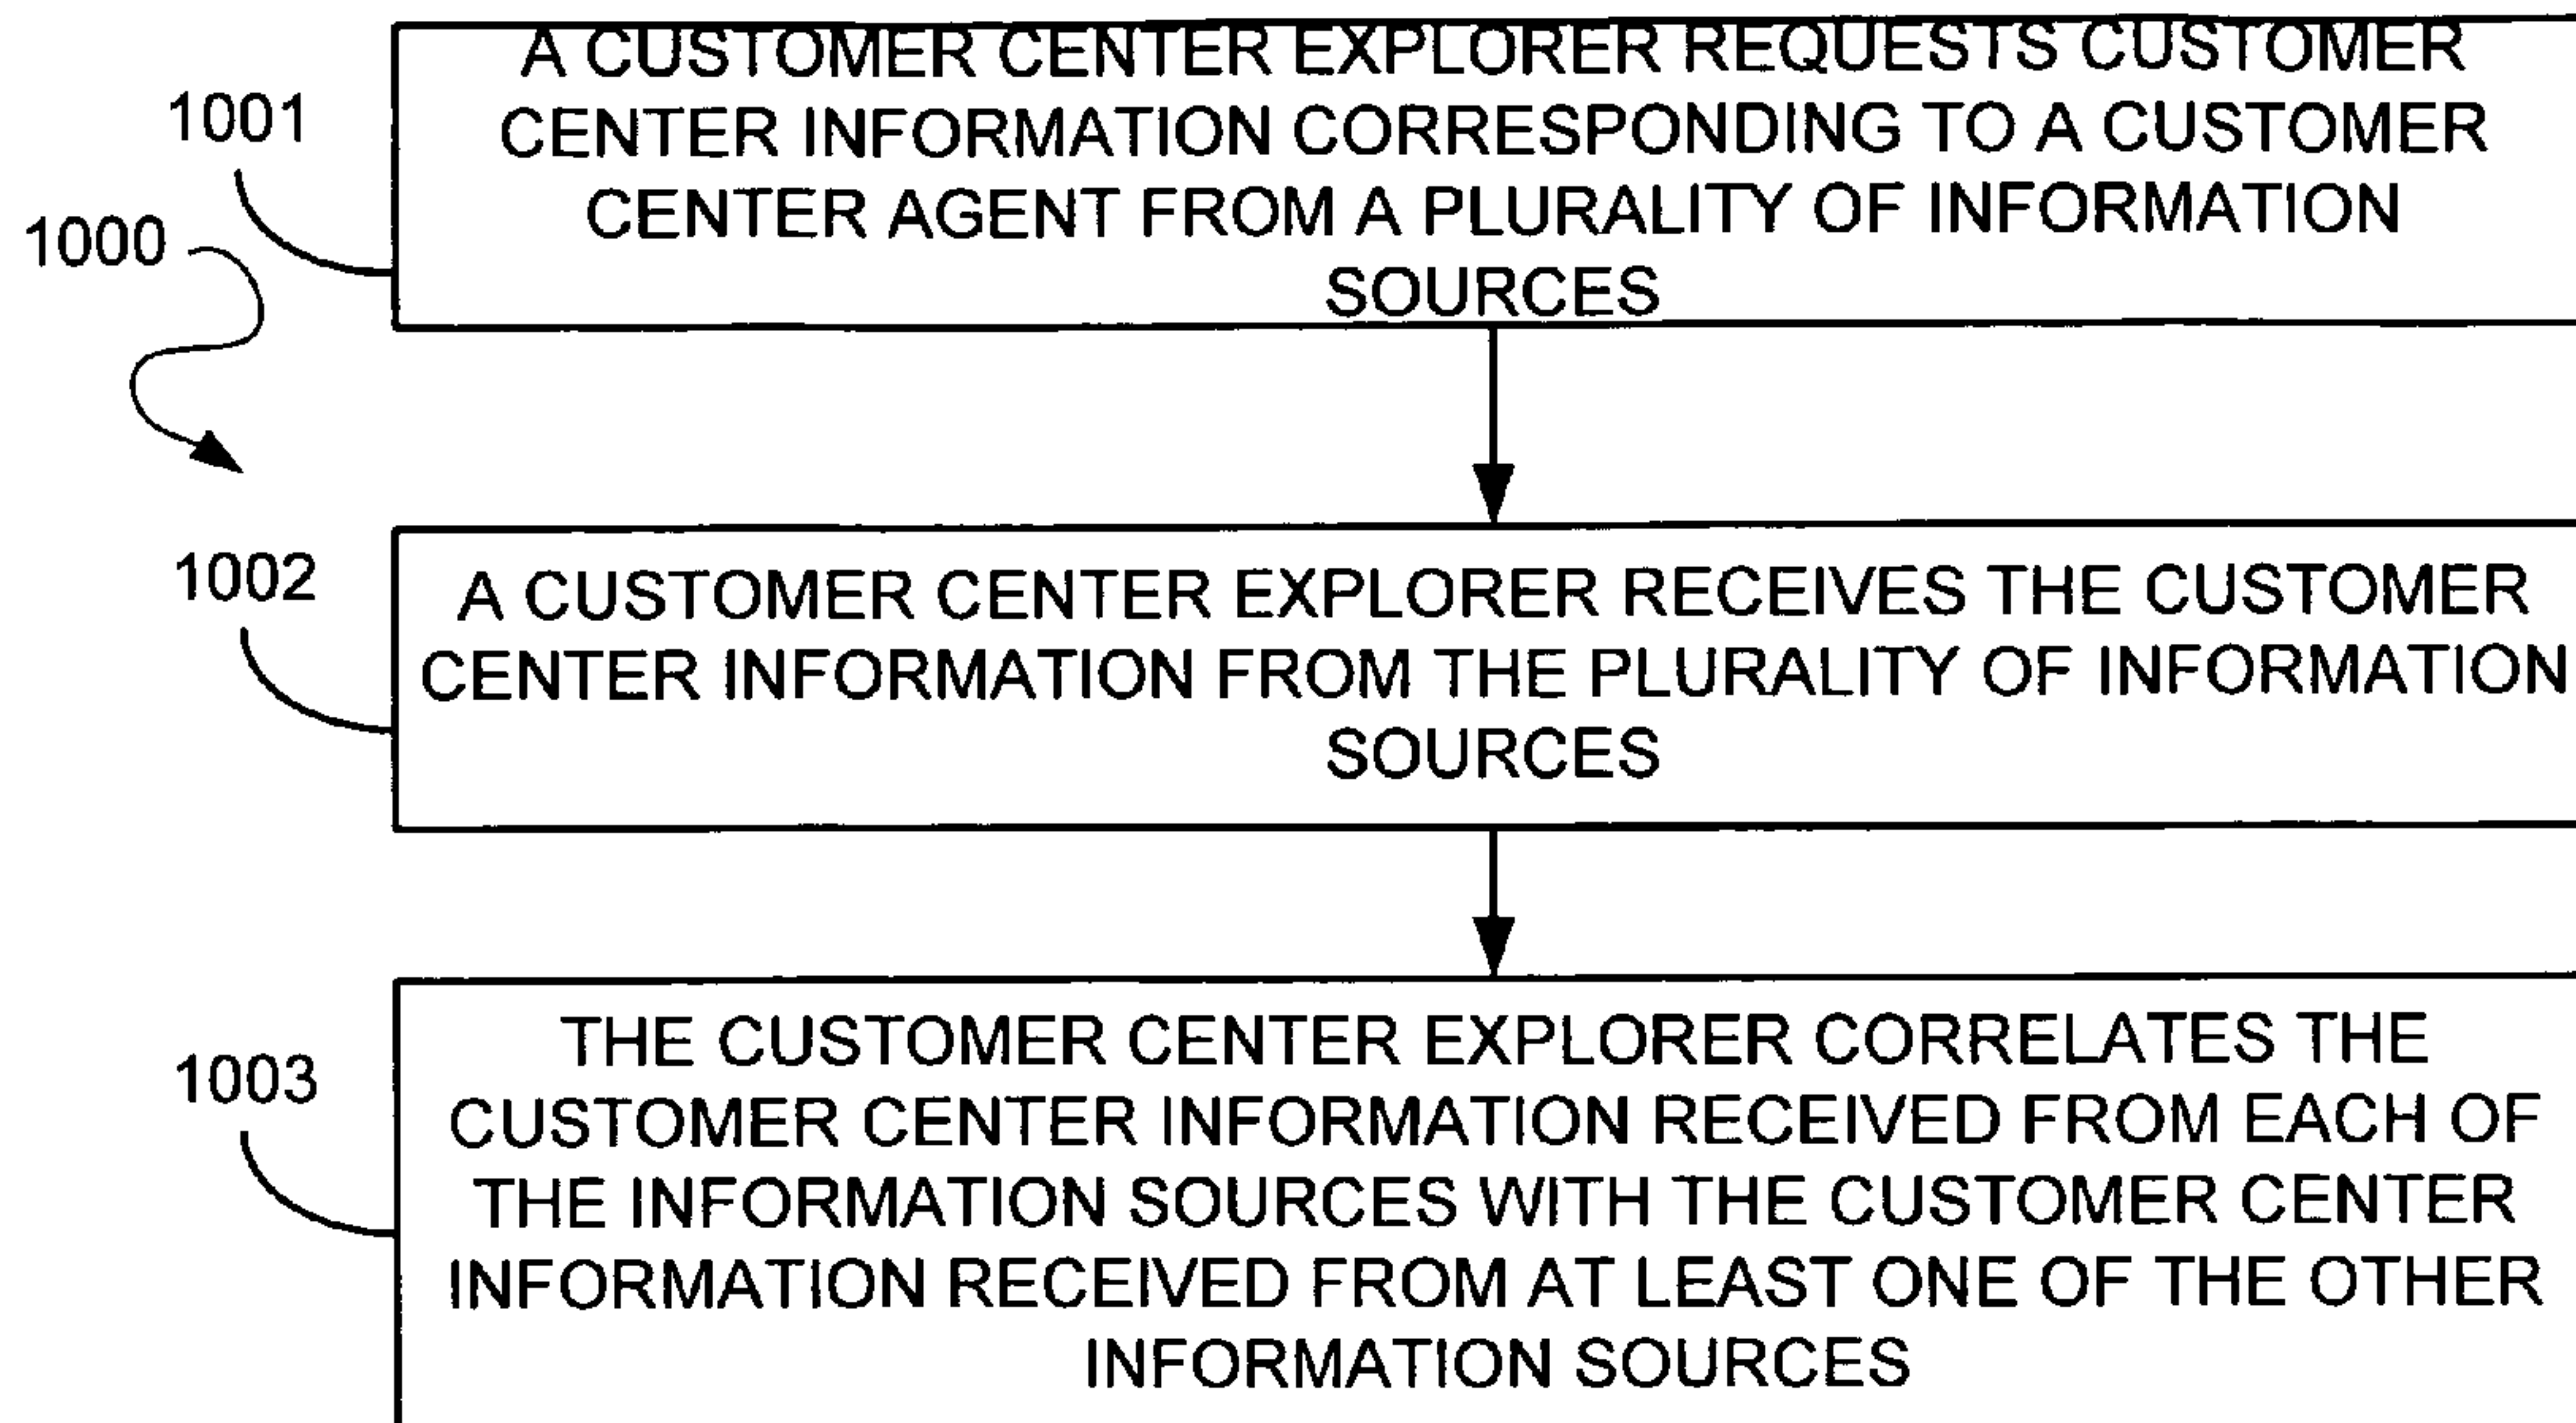 1001
A CUSTOMER CENTER EXPLORER REQUESTS CUSTOMER
CENTER INFORMATION CORRESPONDING TO A CUSTOMER
CENTER AGENT FROM A PLURALITY OF INFORMATION
SOURCES
1000
1002
A CUSTOMER CENTER EXPLORER RECEIVES THE CUSTOMER
CENTER INFORMATION FROM THE PLURALITY OF INFORMATION
SOURCES
1003
THE CUSTOMER CENTER EXPLORER CORRELATES THE
CUSTOMER CENTER INFORMATION RECEIVED FROM EACH OF
THE INFORMATION SOURCES WITH THE CUSTOMER CENTER
INFORMATION RECEIVED FROM AT LEAST ONE OF THE OTHER
INFORMATION SOURCES